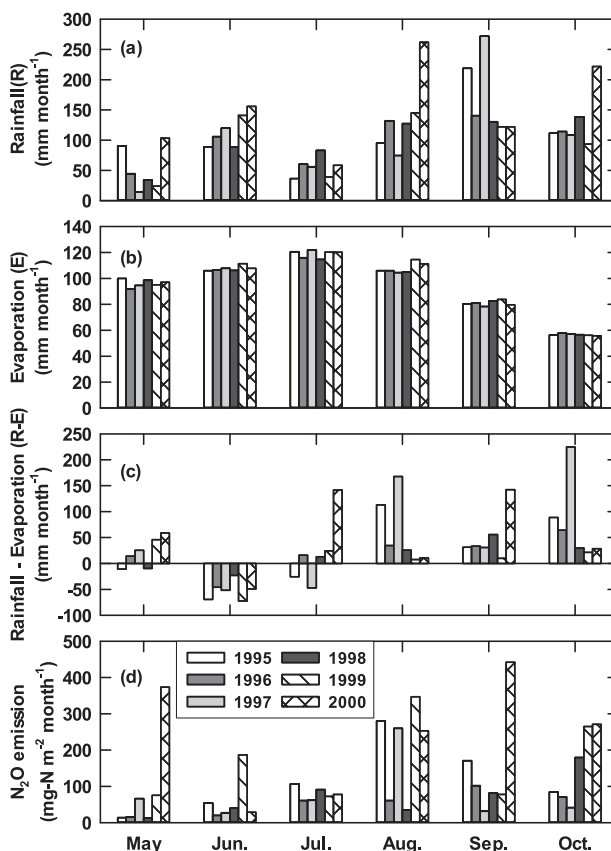 (a)
Rainfall(R)
(mm month⁻¹)
300
250
200
150
100
50
0
(b)
Evaporation (E)
(mm month⁻¹)
120
100
80
60
40
20
0
(c)
Rainfall - Evaporation (R-E)
(mm month⁻¹)
250
200
150
100
50
0
-50
-100
(d)
N₂O emission
(mg-N m⁻² month⁻¹)
500
400
300
200
100
0
1995 1998
1996 1999
1997 2000
May Jun. Jul. Aug. Sep. Oct.